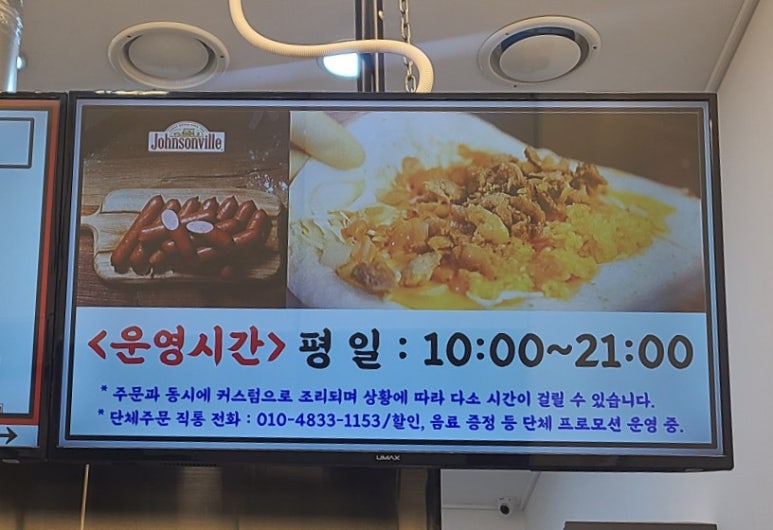 Johnsonville
<운영시간> 평 일 : 10:00~21:00
* 주문과 동시에 커스텀으로 조리되며 상황에 따라 다소 시간이 걸릴 수 있습니다.
* 단체주문 직통 전화 : 010-4833-1153/할인, 음료 증정 등 단체 프로모션 운영 중.
UMAX